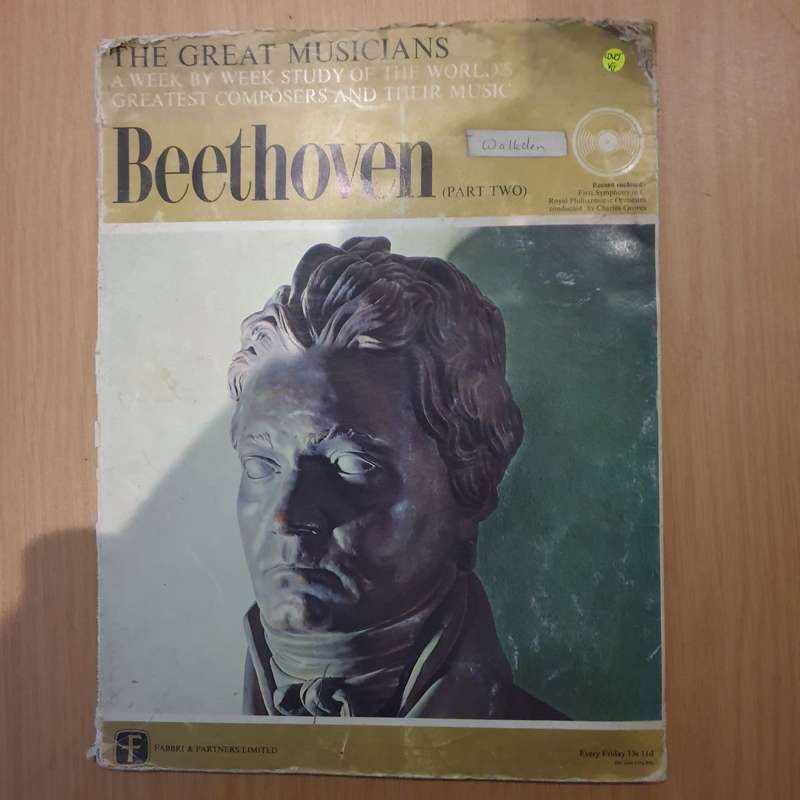 THE GREAT MUSICIANS
A WEEK BY WEEK STUDY OF THE WORLD'S
GREATEST COMPOSERS AND THEIR MUSIC
Beethoven
(PART TWO)
Walkden
Record enclosed:
First Symphony in C
Royal Philharmonic Orchestra
conducted by Charles Groves
F
FABBRI & PARTNERS LIMITED
Every Friday 13s 11d